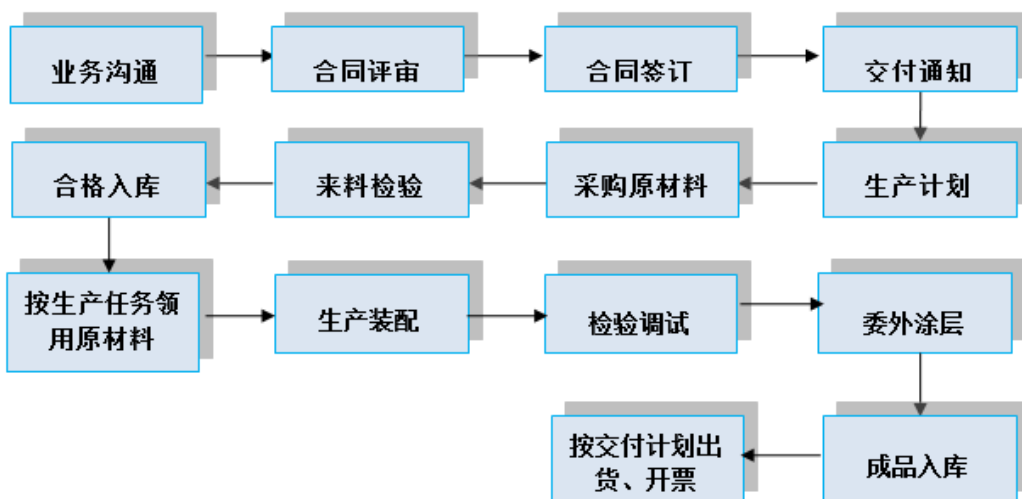 业务沟通
合同评审
合同签订
交付通知
生产计划
采购原材料
来料检验
合格入库
按生产任务领
用原材料
生产装配
检验调试
委外涂层
成品入库
按交付计划出
货、开票